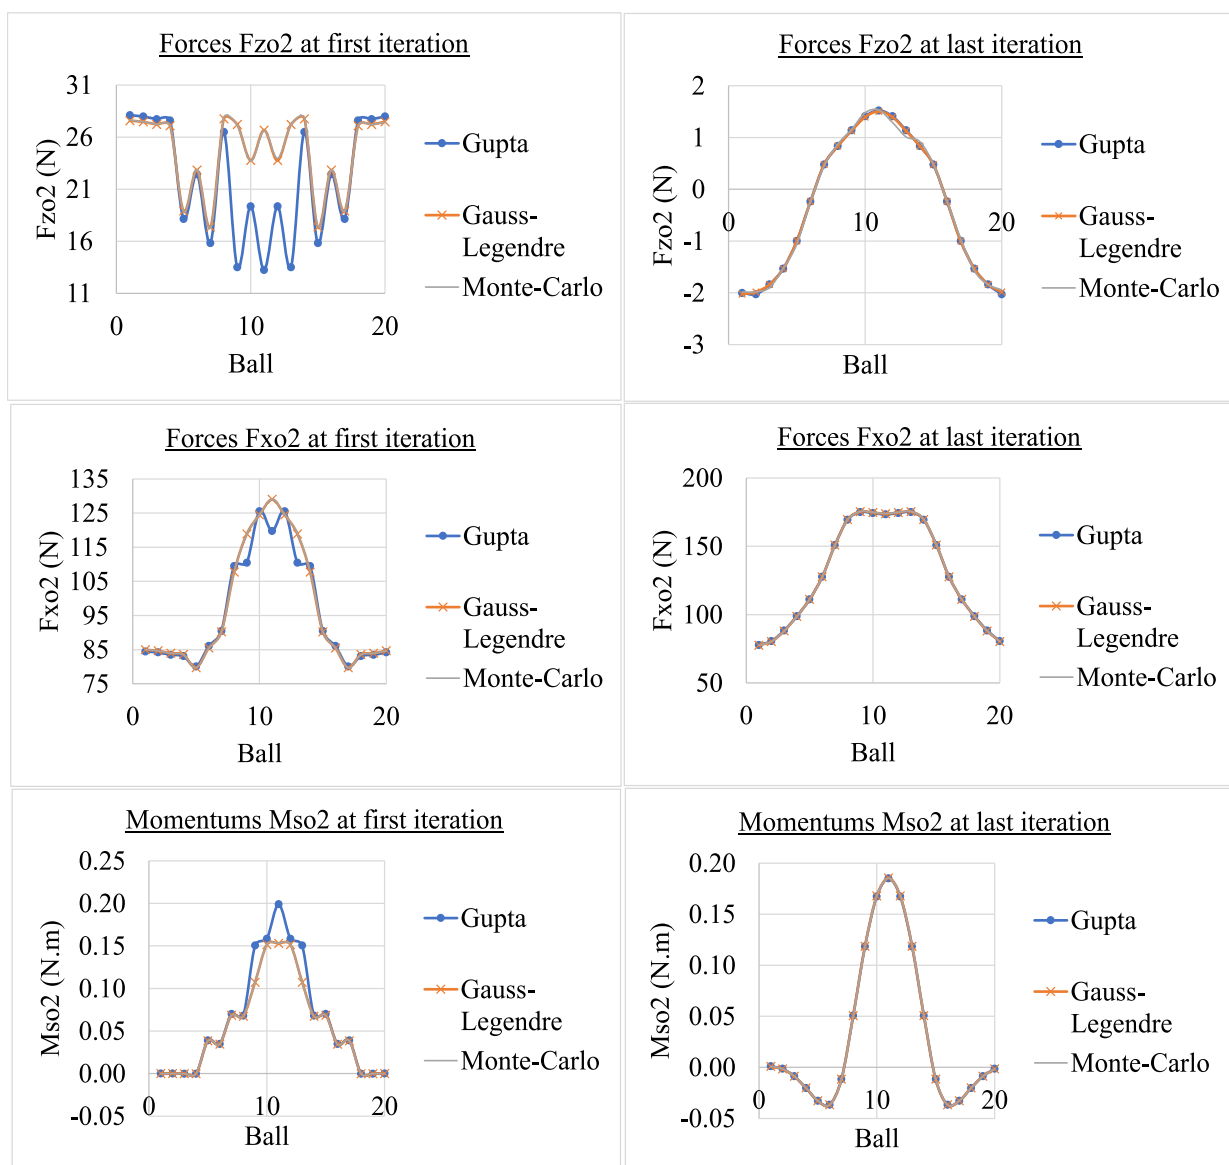 Forces Fzo2 at first iteration
31
26
21
16
11
Fzo2 (N)
0
10
20
Ball
Gupta
Gauss-
Legendre
Monte-Carlo
Forces Fzo2 at last iteration
2
1
0
-1
-2
-3
Fzo2 (N)
0
10
20
Ball
Gupta
Gauss-
Legendre
Monte-Carlo
Forces Fxo2 at first iteration
135
125
115
105
95
85
75
Fxo2 (N)
0
10
20
Ball
Gupta
Gauss-
Legendre
Monte-Carlo
Forces Fxo2 at last iteration
200
150
100
50
Fxo2 (N)
0
10
20
Ball
Gupta
Gauss-
Legendre
Monte-Carlo
Momentums Mso2 at first iteration
0.25
0.20
0.15
0.10
0.05
0.00
-0.05
Mso2 (N.m)
0
10
20
Ball
Gupta
Gauss-
Legendre
Monte-Carlo
Momentums Mso2 at last iteration
0.20
0.15
0.10
0.05
0.00
-0.05
Mso2 (N.m)
0
10
20
Ball
Gupta
Gauss-
Legendre
Monte-Carlo